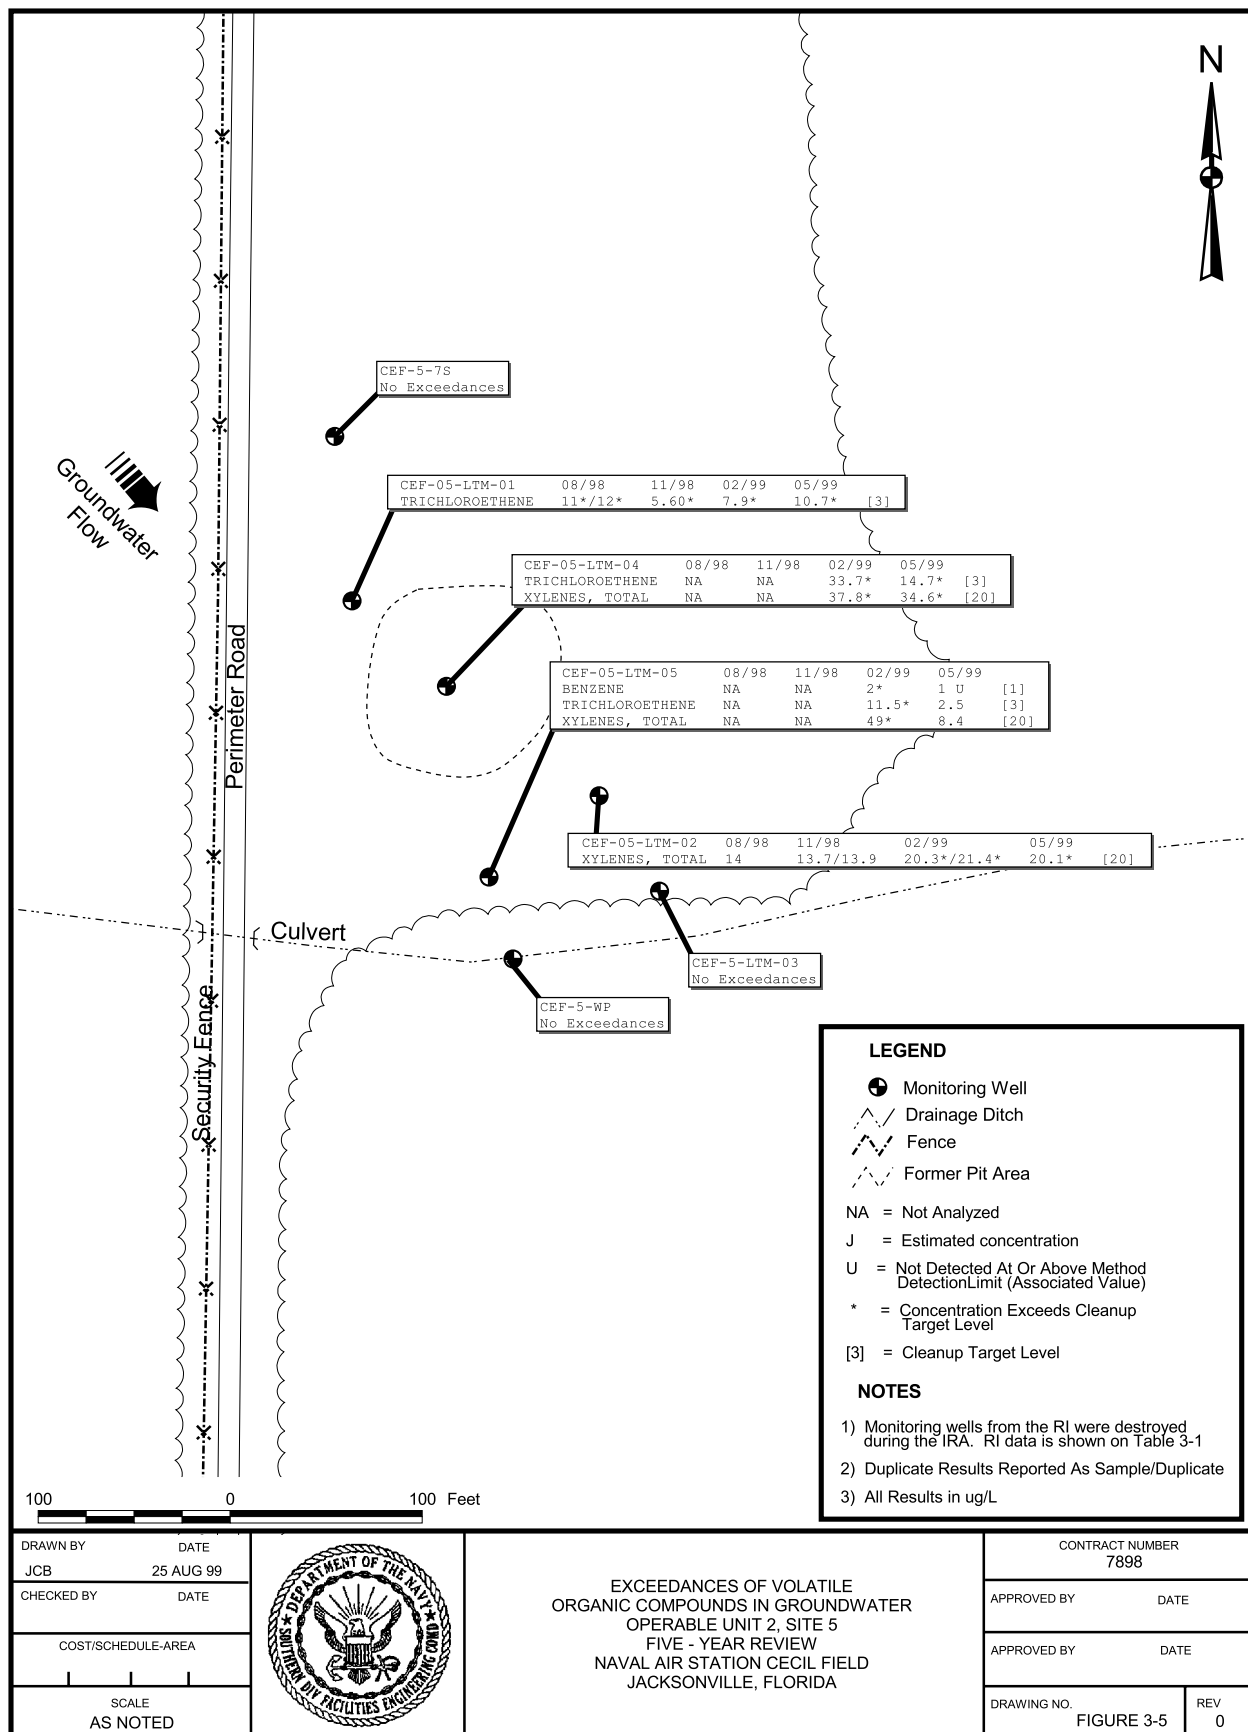 N
CEF-5-7S
No Exceedances
Groundwater
Flow
CEF-05-LTM-01 08/98 11/98 02/99 05/99
TRICHLOROETHENE 11*/12* 5.60* 7.9* 10.7* [3]
CEF-05-LTM-04 08/98 11/98 02/99 05/99
TRICHLOROETHENE NA NA 33.7* 14.7* [3]
XYLENES, TOTAL NA NA 37.8* 34.6* [20]
Perimeter Road
CEF-05-LTM-05 08/98 11/98 02/99 05/99
BENZENE NA NA 2* 1 U [1]
TRICHLOROETHENE NA NA 11.5* 2.5 [3]
XYLENES, TOTAL NA NA 49* 8.4 [20]
CEF-05-LTM-02 08/98 11/98 02/99 05/99
XYLENES, TOTAL 14 13.7/13.9 20.3*/21.4* 20.1* [20]
Culvert
CEF-5-LTM-03
No Exceedances
CEF-5-WP
No Exceedances
Security Fence
LEGEND
Monitoring Well
Drainage Ditch
Fence
Former Pit Area
NA = Not Analyzed
J = Estimated concentration
U = Not Detected At Or Above Method
DetectionLimit (Associated Value)
* = Concentration Exceeds Cleanup
Target Level
[3] = Cleanup Target Level
NOTES
1) Monitoring wells from the RI were destroyed
during the IRA. RI data is shown on Table 3-1
2) Duplicate Results Reported As Sample/Duplicate
3) All Results in ug/L
100 0 100 Feet
DRAWN BY DATE
JCB 25 AUG 99
CHECKED BY DATE
COST/SCHEDULE-AREA
SCALE
AS NOTED
DEPARTMENT OF THE NAVY
SOUTHERN DIV FACILITIES ENGINEERING COMD
EXCEEDANCES OF VOLATILE
ORGANIC COMPOUNDS IN GROUNDWATER
OPERABLE UNIT 2, SITE 5
FIVE - YEAR REVIEW
NAVAL AIR STATION CECIL FIELD
JACKSONVILLE, FLORIDA
CONTRACT NUMBER
7898
APPROVED BY DATE
APPROVED BY DATE
DRAWING NO.
FIGURE 3-5
REV
0